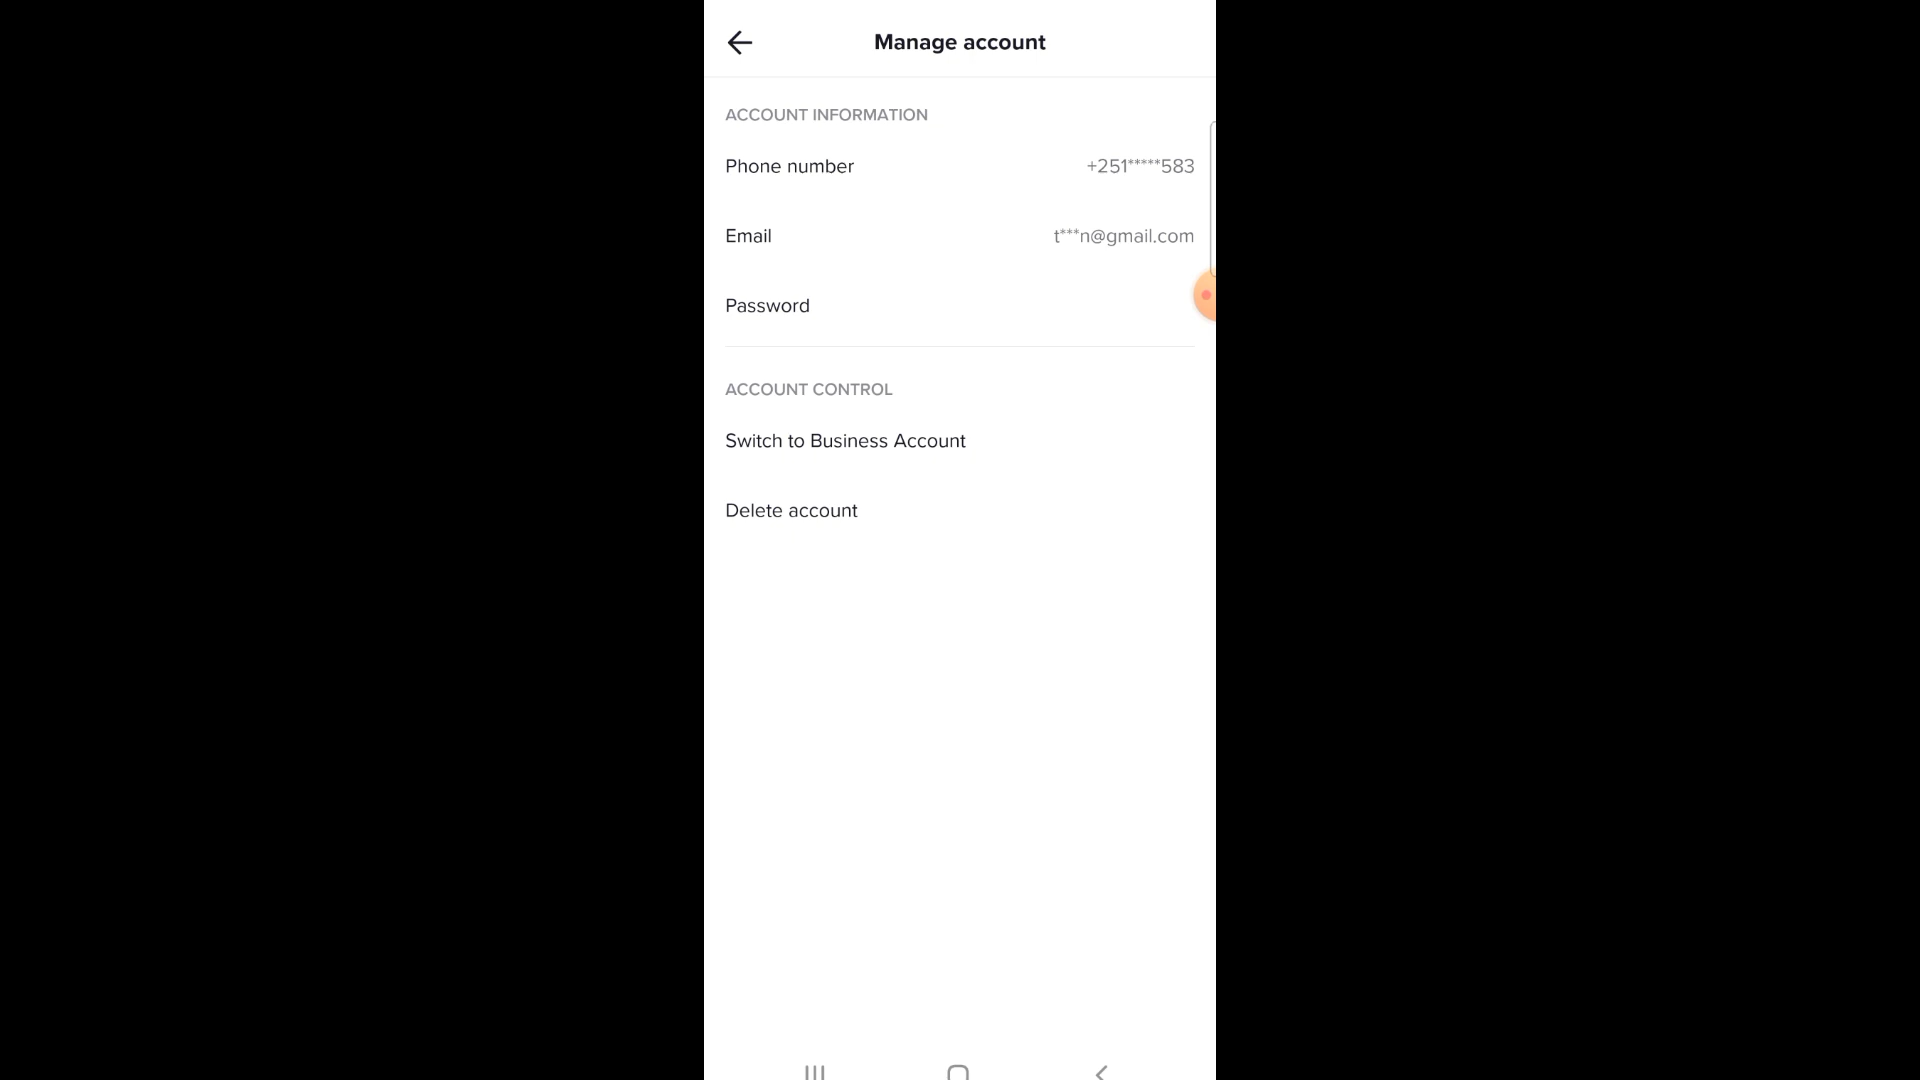 Manage account
ACCOUNT INFORMATION
Phone number +251*****583
Email t***n@gmail.com
Password
ACCOUNT CONTROL
Switch to Business Account
Delete account